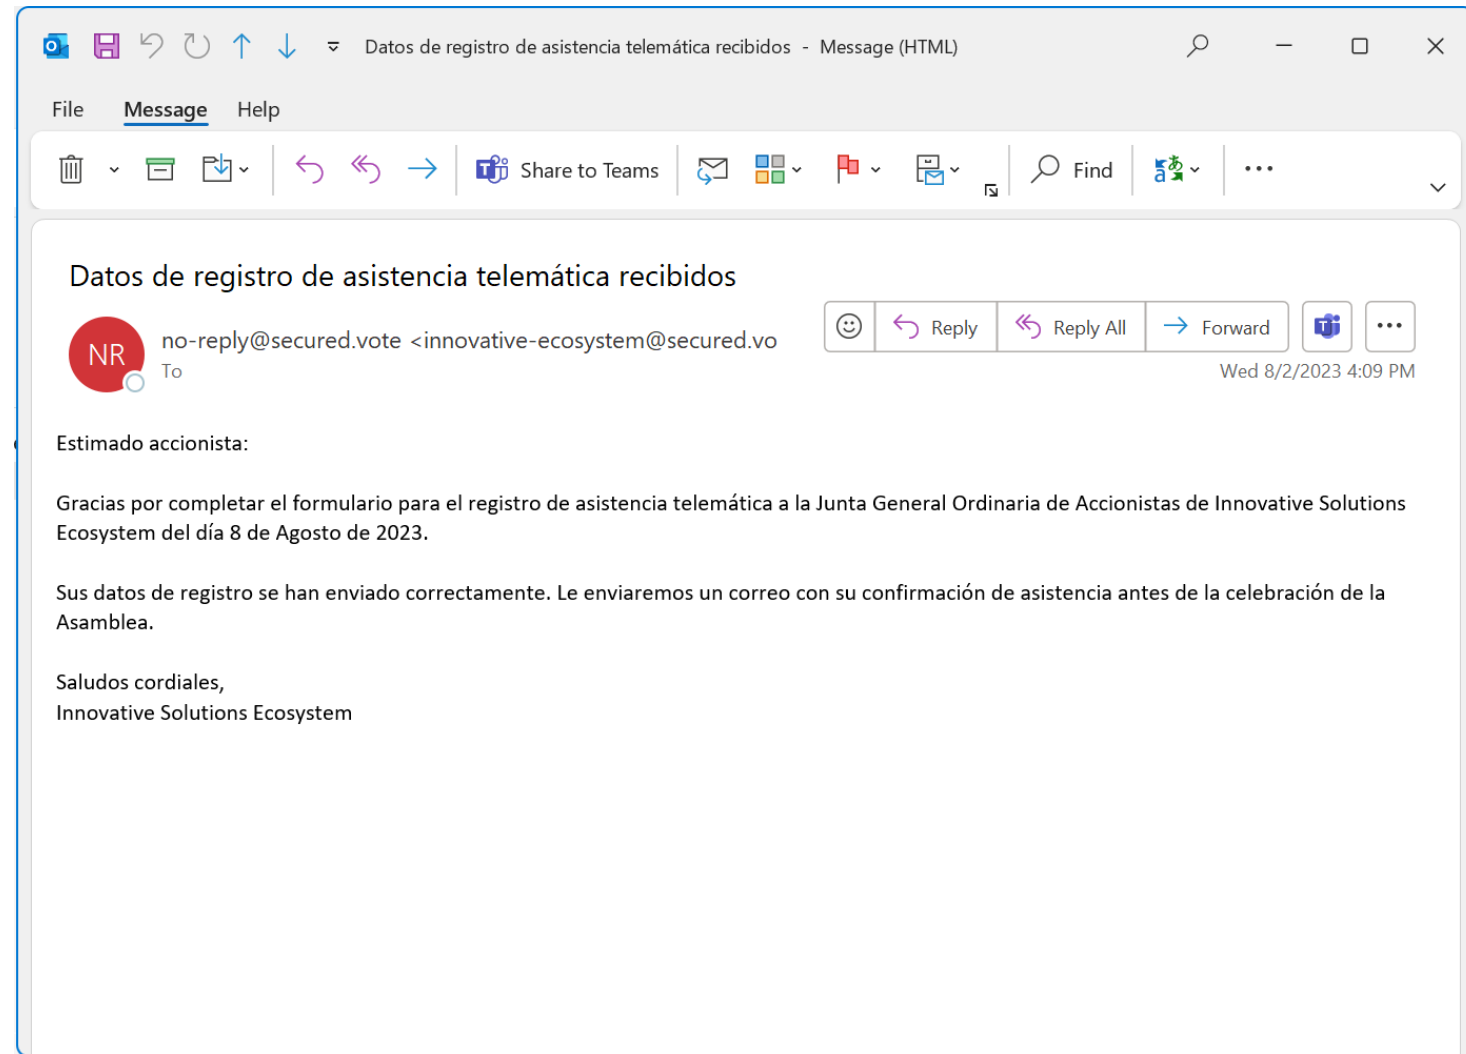 Datos de registro de asistencia telemática recibidos - Message (HTML)
File Message Help
Share to Teams Find
Datos de registro de asistencia telemática recibidos
NR
no-reply@secured.vote <innovative-ecosystem@secured.vo
To
Reply Reply All Forward
Wed 8/2/2023 4:09 PM
Estimado accionista:
Gracias por completar el formulario para el registro de asistencia telemática a la Junta General Ordinaria de Accionistas de Innovative Solutions
Ecosystem del día 8 de Agosto de 2023.
Sus datos de registro se han enviado correctamente. Le enviaremos un correo con su confirmación de asistencia antes de la celebración de la
Asamblea.
Saludos cordiales,
Innovative Solutions Ecosystem